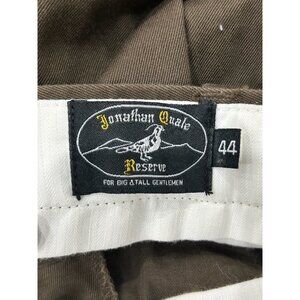 Jonathan Quale
Reserve
FOR BIG & TALL GENTLEMEN
44